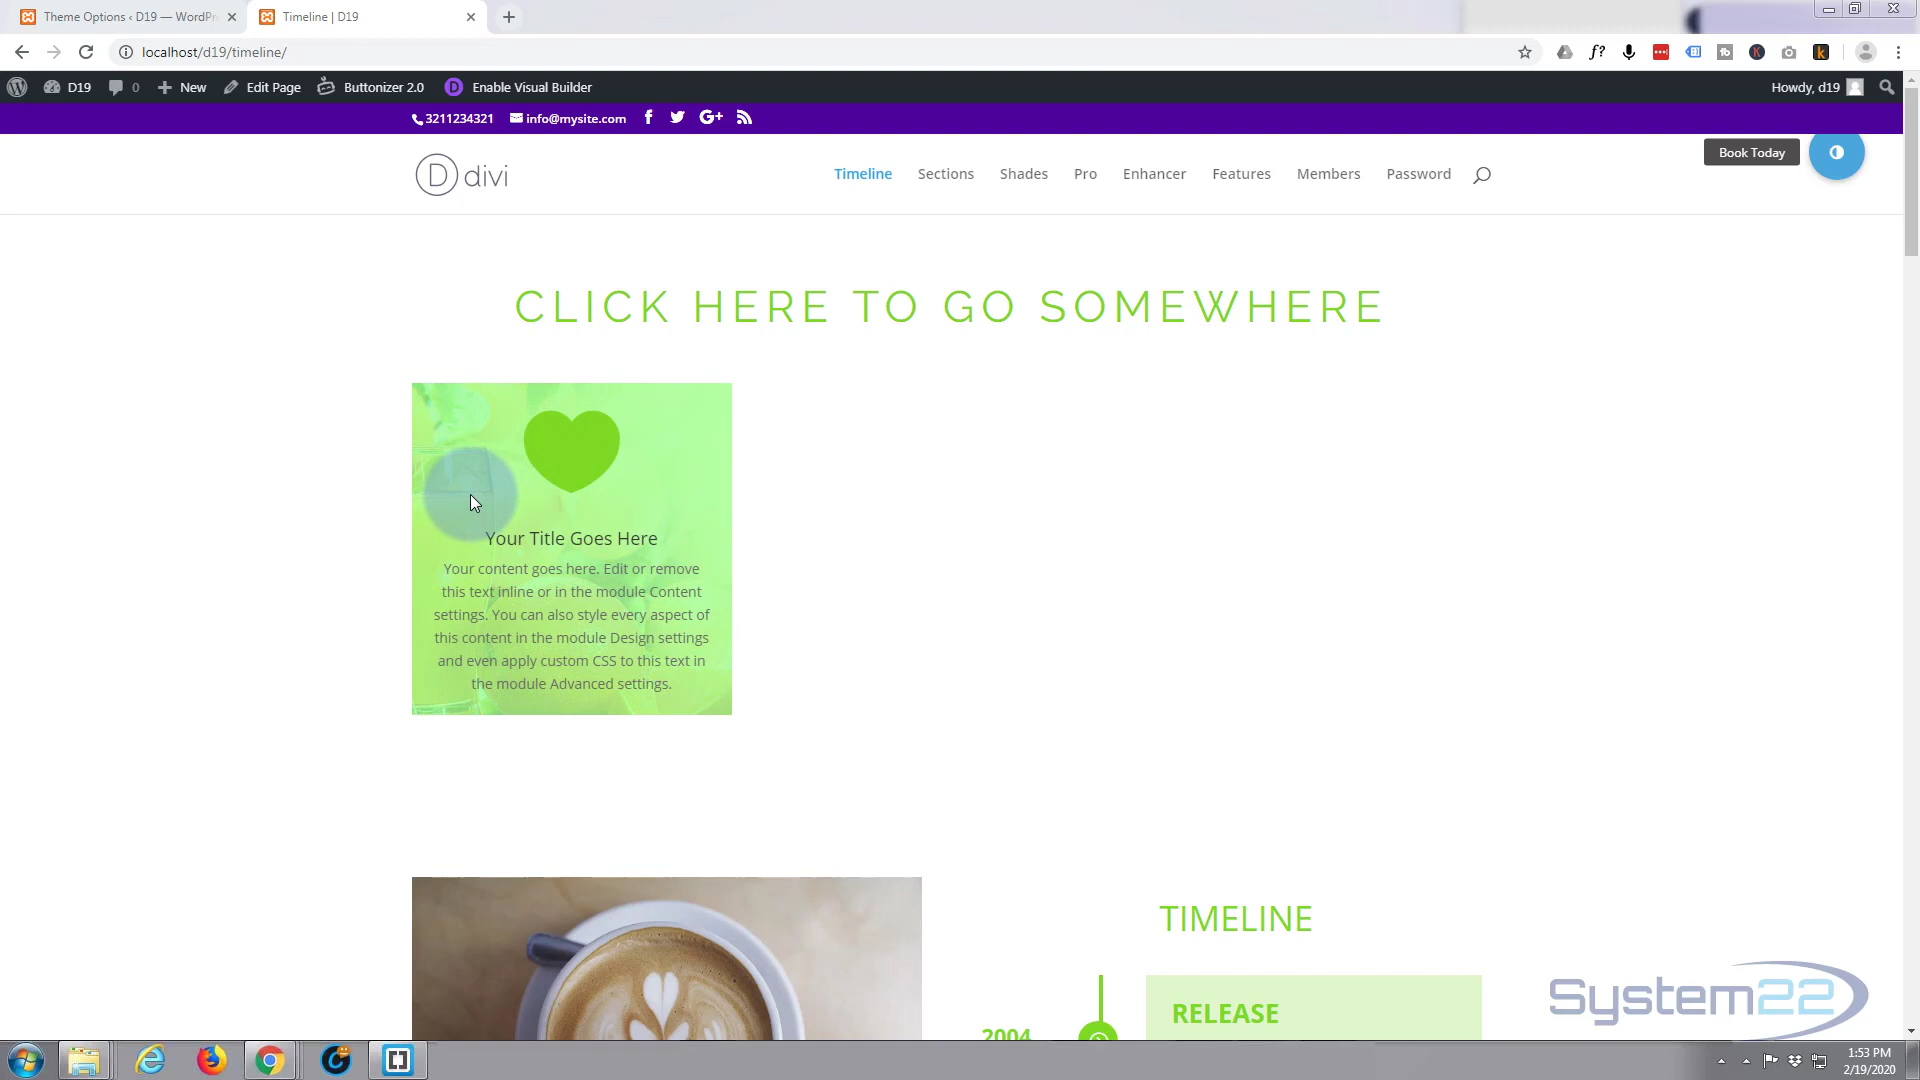 Theme Options ‹ D19 — WordPr
Timeline | D19
localhost/d19/timeline/
D19
0
New
Edit Page
Buttonizer 2.0
Enable Visual Builder
Howdy, d19
3211234321
info@mysite.com
G+
D divi
Timeline
Sections
Shades
Pro
Enhancer
Features
Members
Password
Book Today
CLICK HERE TO GO SOMEWHERE
Your Title Goes Here
Your content goes here. Edit or remove
this text inline or in the module Content
settings. You can also style every aspect of
this content in the module Design settings
and even apply custom CSS to this text in
the module Advanced settings.
TIMELINE
RELEASE
2004
System22
1:53 PM
2/19/2020